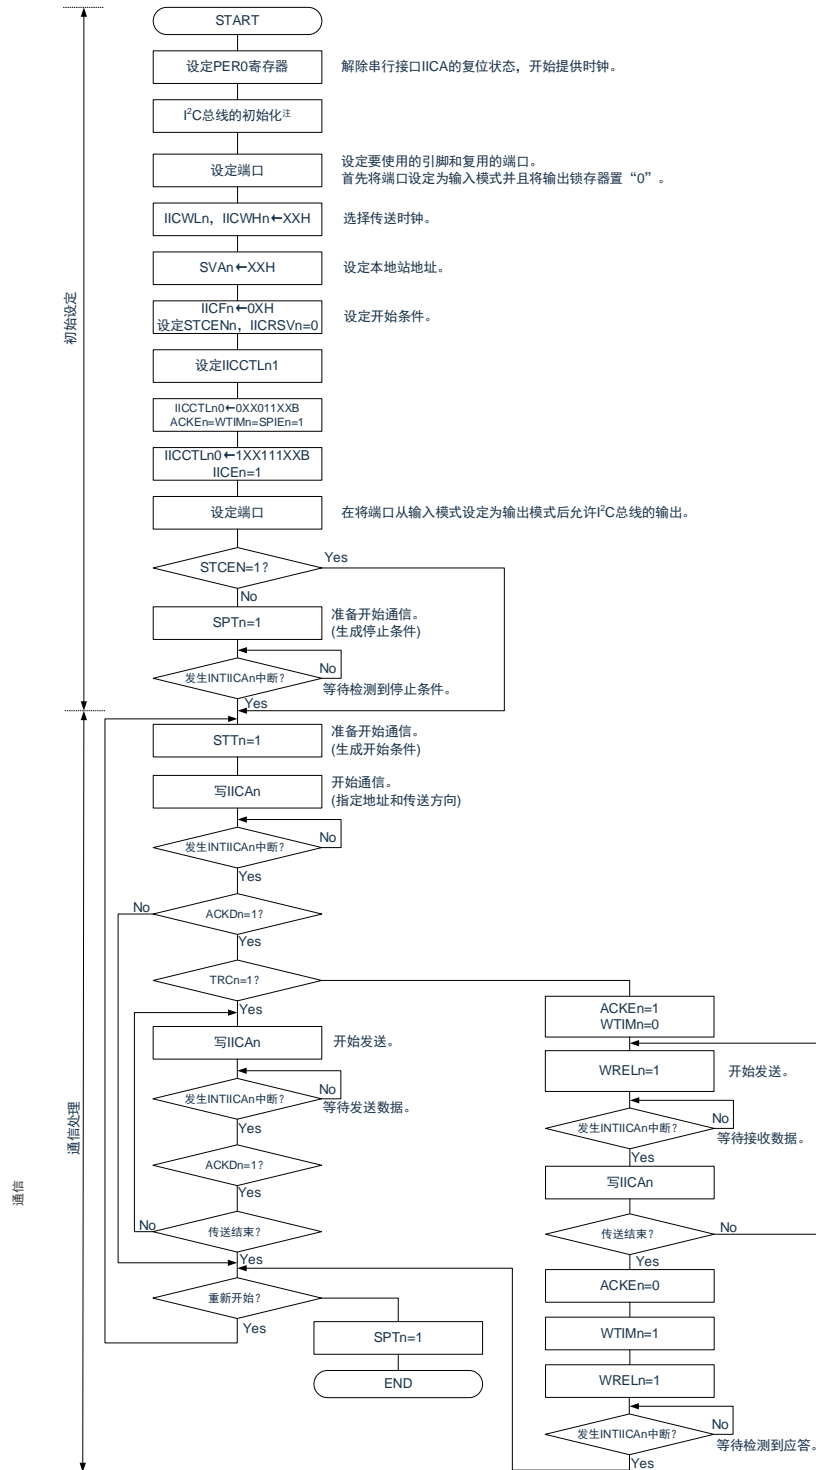 START
设定PER0寄存器
解除串行接口IICA的复位状态，开始提供时钟。
I²C总线的初始化注
设定端口
设定要使用的引脚和复用的端口。
首先将端口设定为输入模式并且将输出锁存器置“0”。
IICWLn，IICWHn←XXH
选择传送时钟。
SVAn←XXH
设定本地站地址。
IICFn←0XH
设定STCENn，IICRSVn=0
设定开始条件。
设定IICCTLn1
IICCTLn0←0XX011XXB
ACKEn=WTIMn=SPIEn=1
IICCTLn0←1XX111XXB
IICEn=1
设定端口
在将端口从输入模式设定为输出模式后允许I²C总线的输出。
初始设定
STCEN=1?
Yes
No
SPTn=1
准备开始通信。
(生成停止条件)
发生INTIICAn中断?
No
等待检测到停止条件。
Yes
STTn=1
准备开始通信。
(生成开始条件)
写IICAn
开始通信。
(指定地址和传送方向)
发生INTIICAn中断?
No
Yes
No
ACKDn=1?
Yes
TRCn=1?
Yes
写IICAn
开始发送。
发生INTIICAn中断?
No
等待发送数据。
Yes
ACKDn=1?
Yes
No
传送结束?
Yes
重新开始?
Yes
SPTn=1
END
ACKEn=1
WTIMn=0
WRELn=1
开始发送。
发生INTIICAn中断?
No
等待接收数据。
Yes
写IICAn
传送结束?
No
Yes
ACKEn=0
WTIMn=1
WRELn=1
发生INTIICAn中断?
No
等待检测到应答。
Yes
通信处理
通信